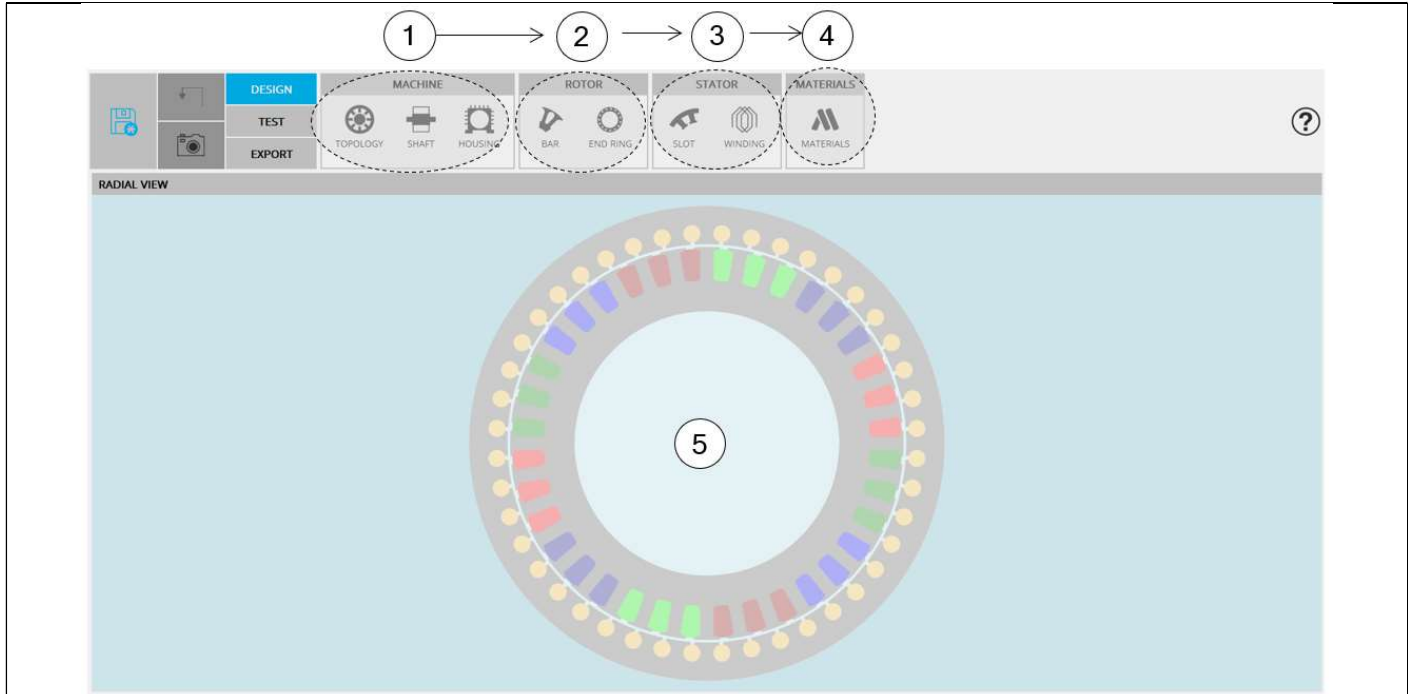 1 2 3 4
DESIGN MACHINE ROTOR STATOR MATERIALS
TEST
TOPOLOGY SHAFT HOUSING BAR END RING SLOT WINDING MATERIALS
?
EXPORT
RADIAL VIEW
5